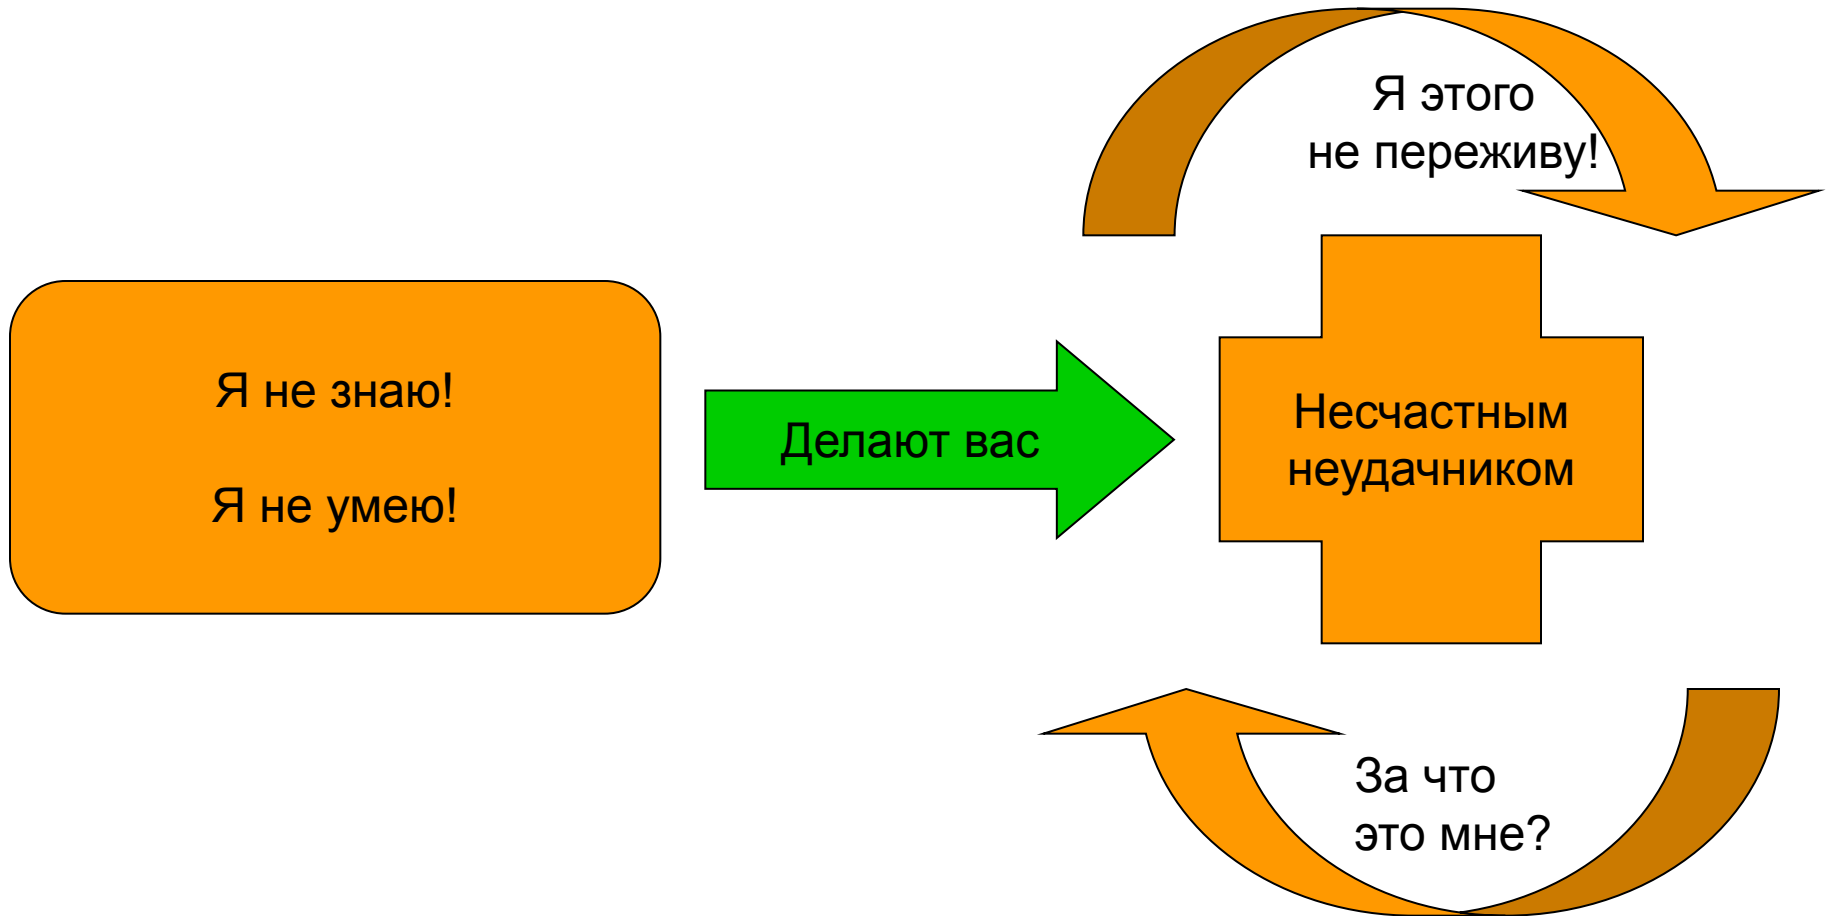 Я не знаю!
Я не умею!
Делают вас
Я этого
не переживу!
Несчастным
неудачником
За что
это мне?